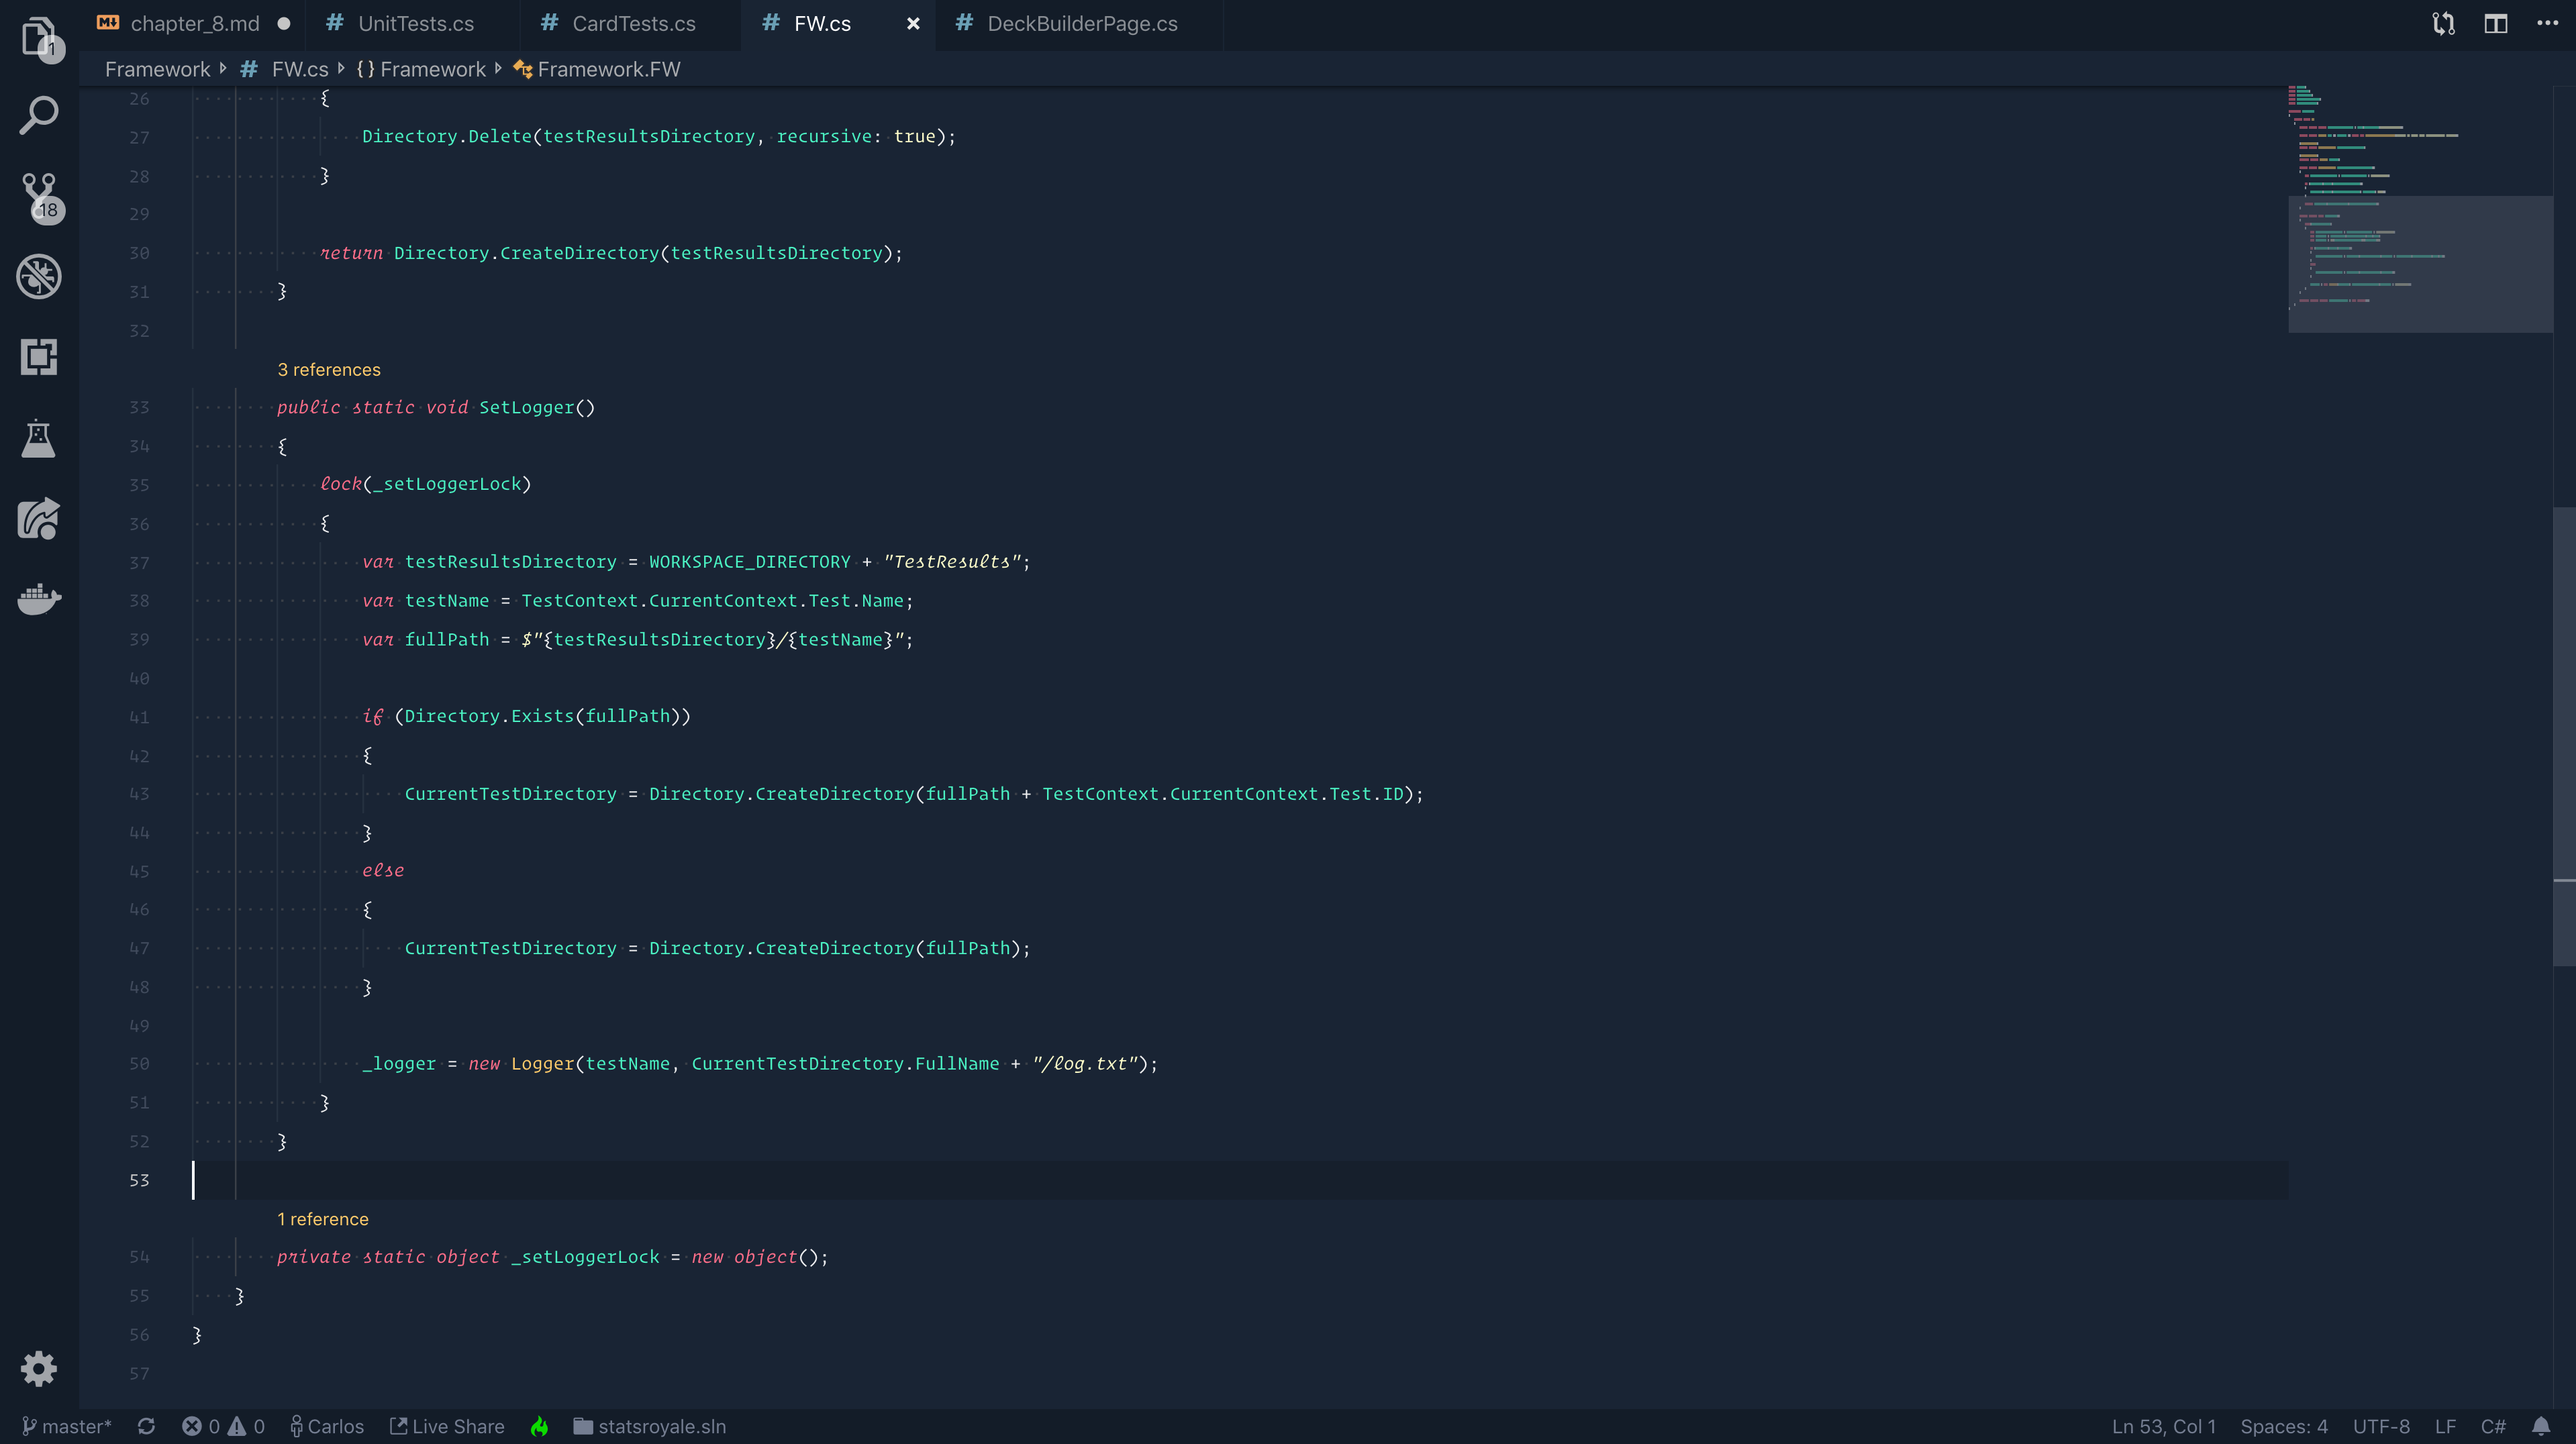 chapter_8.md UnitTests.cs CardTests.cs FW.cs DeckBuilderPage.cs
Framework FW.cs {} Framework Framework.FW
1
18
26 {
27 Directory.Delete(testResultsDirectory, recursive: true);
28 }
29
30 return Directory.CreateDirectory(testResultsDirectory);
31 }
32
3 references
33 public static void SetLogger()
34 {
35 lock(_setLoggerLock)
36 {
37 var testResultsDirectory = WORKSPACE_DIRECTORY + "TestResults";
38 var testName = TestContext.CurrentContext.Test.Name;
39 var fullPath = $"{testResultsDirectory}/{testName}";
40
41 if (Directory.Exists(fullPath))
42 {
43 CurrentTestDirectory = Directory.CreateDirectory(fullPath + TestContext.CurrentContext.Test.ID);
44 }
45 else
46 {
47 CurrentTestDirectory = Directory.CreateDirectory(fullPath);
48 }
49
50 _logger = new Logger(testName, CurrentTestDirectory.FullName + "/log.txt");
51 }
52 }
53
1 reference
54 private static object _setLoggerLock = new object();
55 }
56 }
57
master* 0 0 Carlos Live Share statsroyale.sln Ln 53, Col 1 Spaces: 4 UTF-8 LF C#